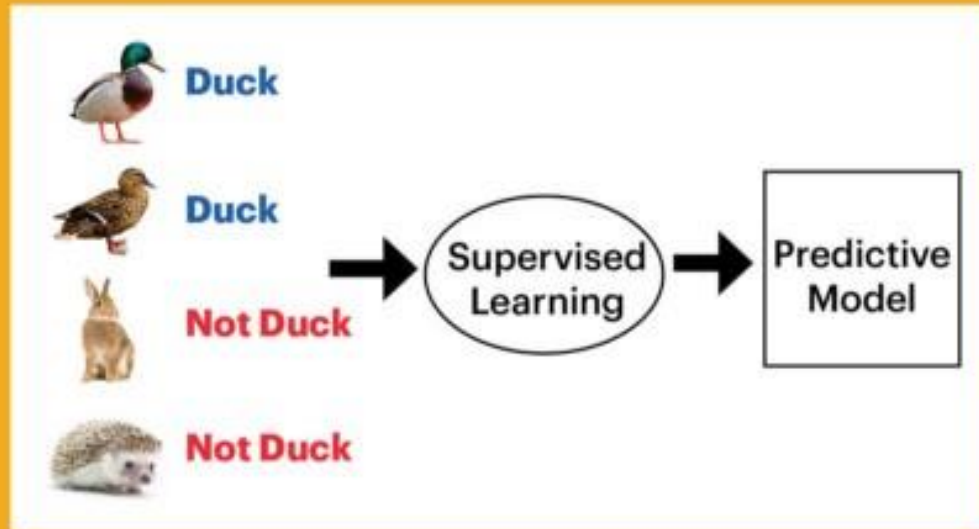 Duck
Duck
Not Duck
Not Duck
Supervised
Learning
Predictive
Model